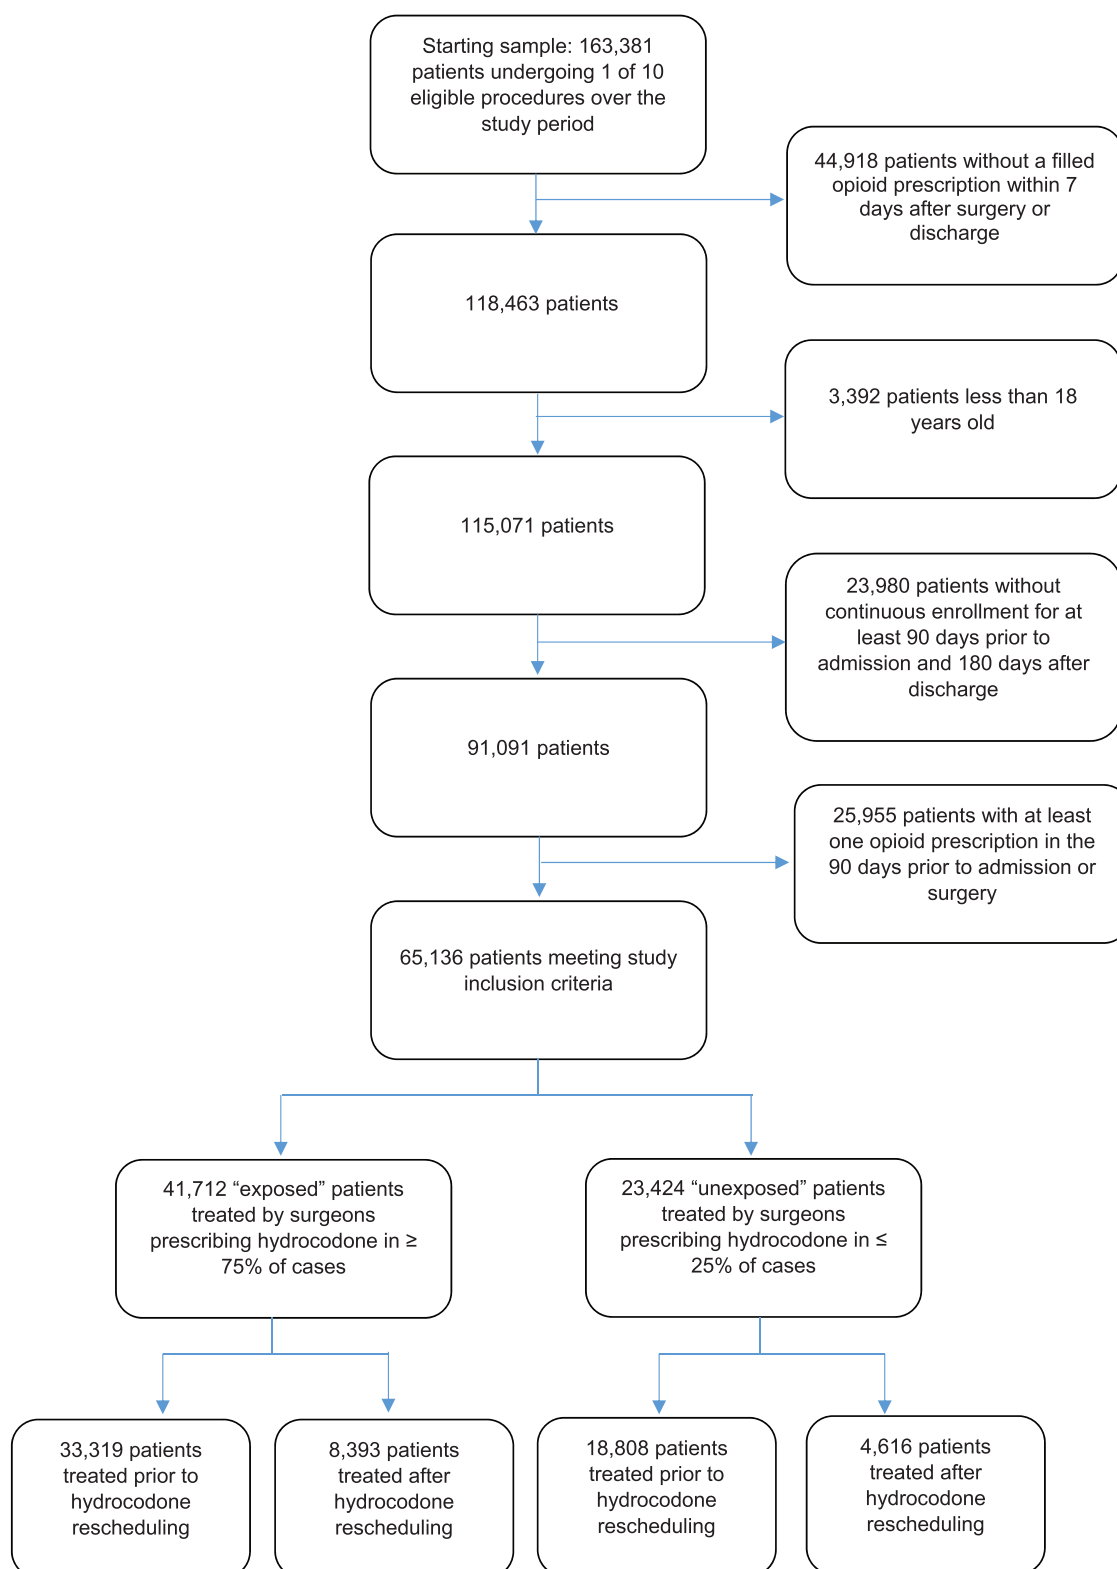 Starting sample: 163,381
patients undergoing 1 of 10
eligible procedures over the
study period
44,918 patients without a filled
opioid prescription within 7
days after surgery or
discharge
118,463 patients
3,392 patients less than 18
years old
115,071 patients
23,980 patients without
continuous enrollment for at
least 90 days prior to
admission and 180 days after
discharge
91,091 patients
25,955 patients with at least
one opioid prescription in the
90 days prior to admission or
surgery
65,136 patients meeting study
inclusion criteria
41,712 “exposed” patients
treated by surgeons
prescribing hydrocodone in ≥
75% of cases
23,424 “unexposed” patients
treated by surgeons
prescribing hydrocodone in ≤
25% of cases
33,319 patients
treated prior to
hydrocodone
rescheduling
8,393 patients
treated after
hydrocodone
rescheduling
18,808 patients
treated prior to
hydrocodone
rescheduling
4,616 patients
treated after
hydrocodone
rescheduling